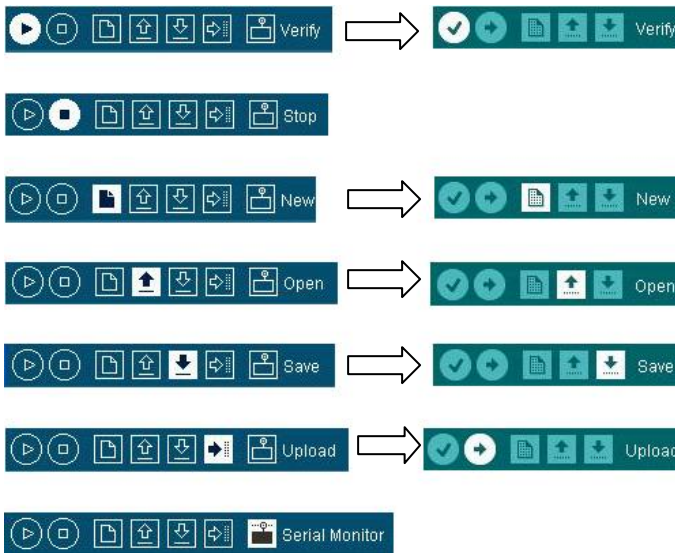 Verify Verify
Stop
New New
Open Open
Save Save
Upload Upload
Serial Monitor